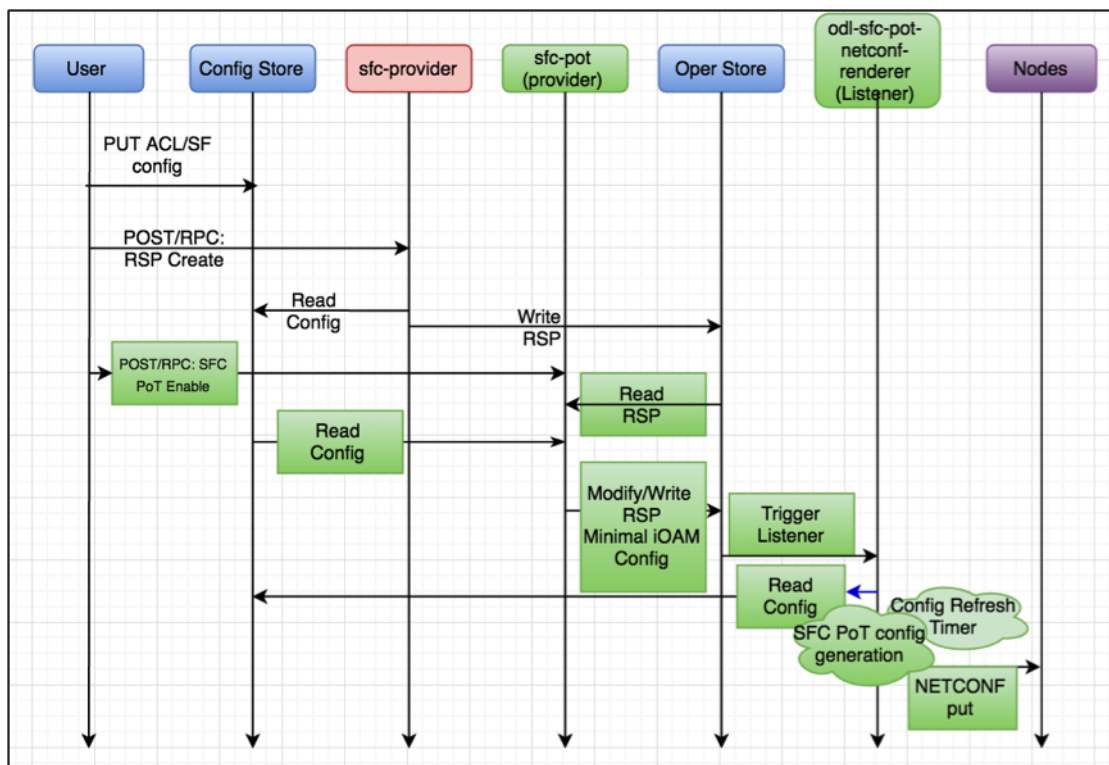 User
Config Store
sfc-provider
sfc-pot
(provider)
Oper Store
odl-sfc-pot-
netconf-
renderer
(Listener)
Nodes
PUT ACL/SF
config
POST/RPC:
RSP Create
Read
Config
Write
RSP
POST/RPC: SFC
PoT Enable
Read
RSP
Read
Config
Modify/Write
RSP
Minimal iOAM
Config
Trigger
Listener
Read
Config
Config Refresh
Timer
SFC PoT config
generation
NETCONF
put